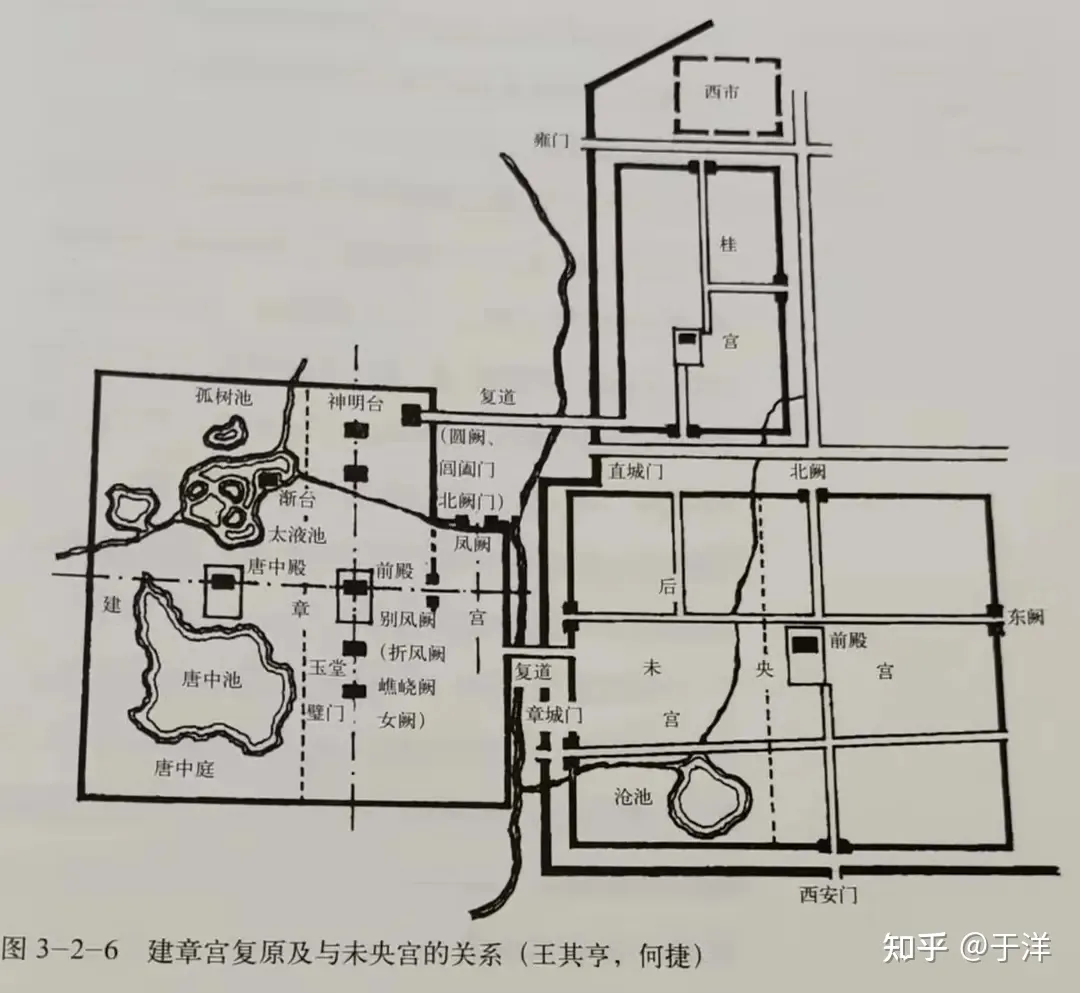 西市
雍门
桂
宫
孤树池
神明台
复道
(圆阙、
闾阖门
北阙门)
直城门
北阙
渐台
太液池
凤阙
唐中殿
前殿
建
章
宫
别风阙
(折风阙
嶕峣阙
女阙)
后
未
央
宫
宫
前殿
东阙
玉堂
复道
唐中池
璧门
章城门
唐中庭
沧池
西安门
图 3-2-6 建章宫复原及与未央宫的关系(王其亨,何捷)
知乎 @于洋